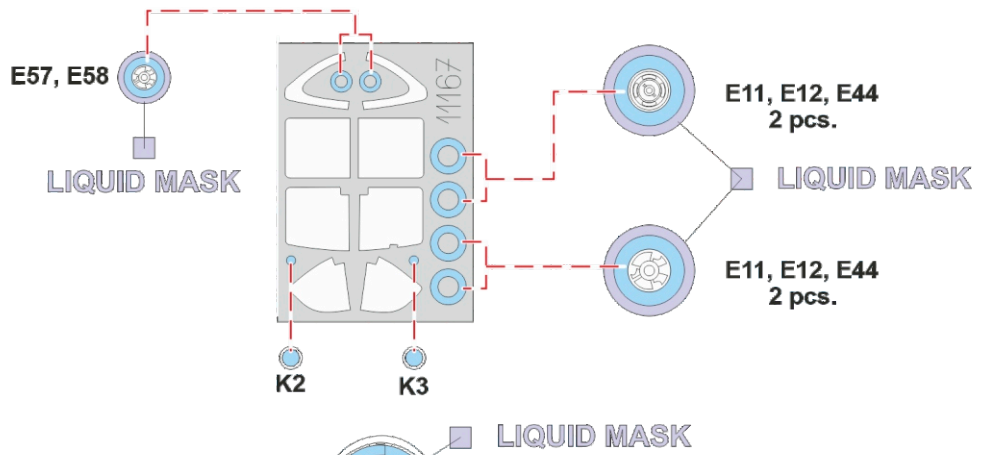 E57, E58
LIQUID MASK
11167
E11, E12, E44
2 pcs.
LIQUID MASK
E11, E12, E44
2 pcs.
K2
K3
LIQUID MASK